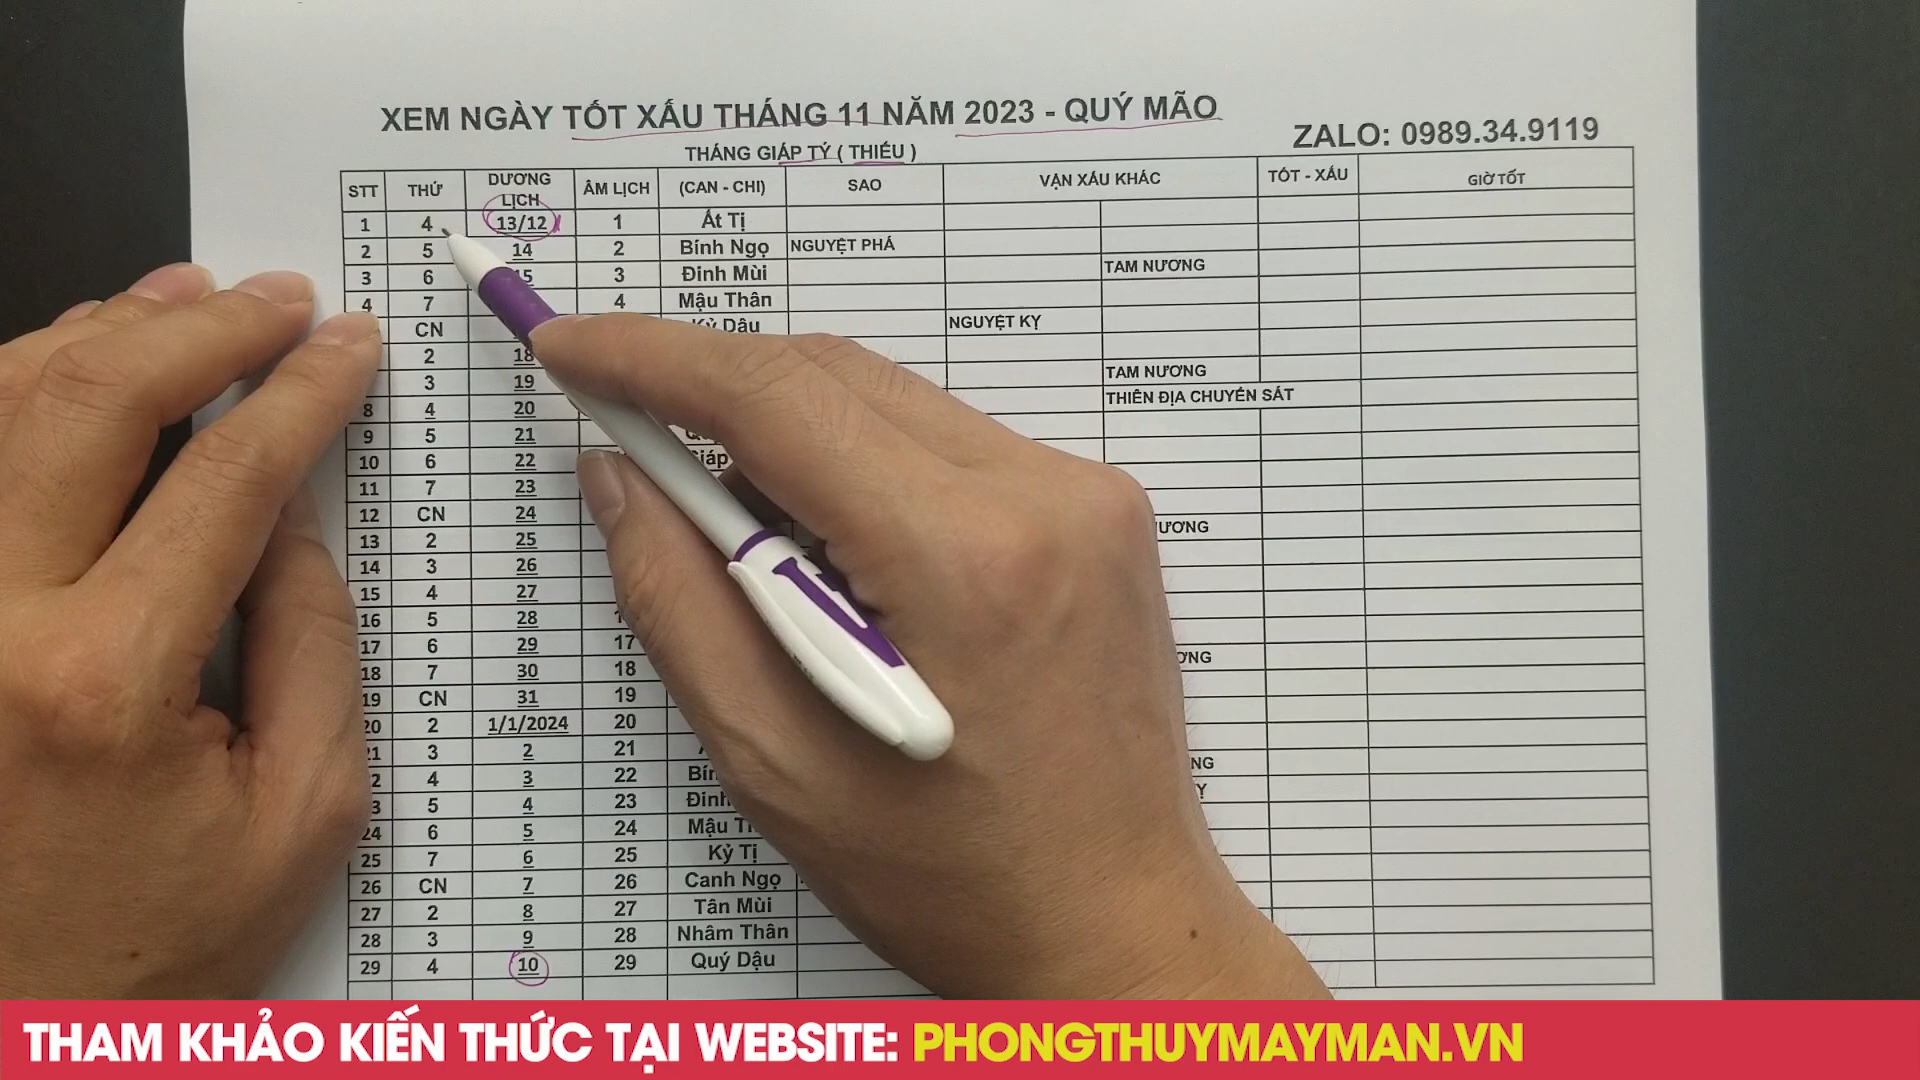 XEM NGÀY TỐT XẤU THÁNG 11 NĂM 2023 - QUÝ MÃO
ZALO: 0989.34.9119
THÁNG GIÁP TÝ ( THIẾU )
STT THỨ DƯƠNG LỊCH ÂM LỊCH (CAN - CHI) SAO VẬN XẤU KHÁC TỐT - XẤU GIỜ TỐT
1 4 13/12 1 Ất Tị
2 5 14 2 Bính Ngọ NGUYỆT PHÁ
3 6 15 3 Đinh Mùi TAM NƯƠNG
4 7 4 Mậu Thân
CN Kỷ Dậu NGUYỆT KỴ
2 18
3 19 TAM NƯƠNG
8 4 20 THIÊN ĐỊA CHUYỂN SÁT
9 5 21
10 6 22 Giáp
11 7 23
12 CN 24
13 2 25
14 3 26
15 4 27
16 5 28
17 6 29 17
18 7 30 18
19 CN 31 19
20 2 1/1/2024 20
3 2 21
4 3 22
5 4 23 Đinh
24 6 5 24 Mậu
25 7 6 25 Kỷ Tị
26 CN 7 26 Canh Ngọ
27 2 8 27 Tân Mùi
28 3 9 28 Nhâm Thân
29 4 10 29 Quý Dậu
THAM KHẢO KIẾN THỨC TẠI WEBSITE: PHONGTHUYMAYMAN.VN